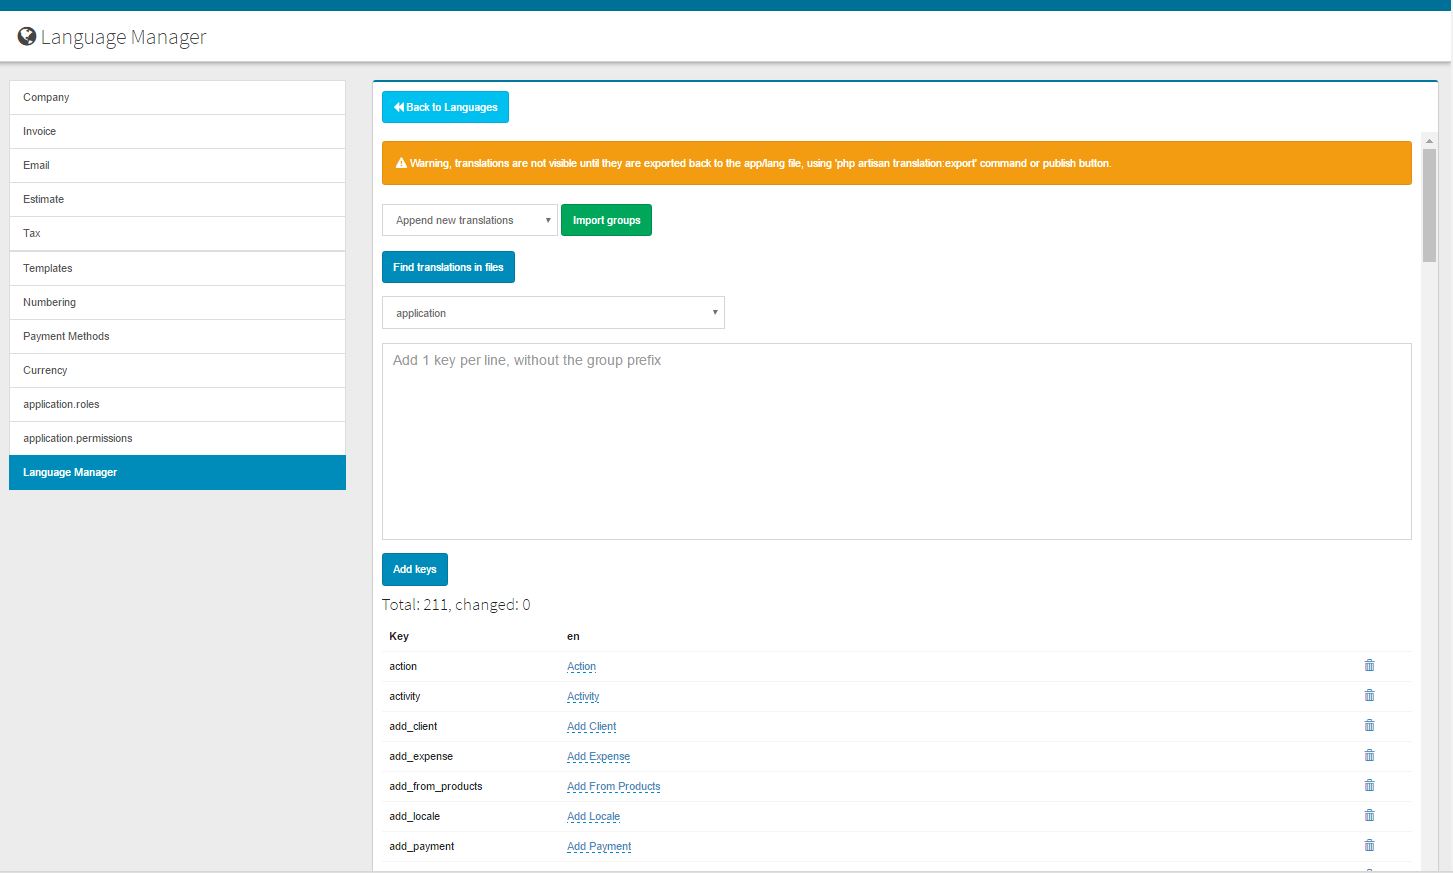 Language Manager
Company
Invoice
Email
Estimate
Tax
Templates
Numbering
Payment Methods
Currency
application.roles
application.permissions
Language Manager
Back to Languages
Warning, translations are not visible until they are exported back to the app/lang file, using 'php artisan translation:export' command or publish button.
Append new translations
Import groups
Find translations in files
application
Add 1 key per line, without the group prefix
Add keys
Total: 211, changed: 0
Key en
action Action
activity Activity
add_client Add Client
add_expense Add Expense
add_from_products Add From Products
add_locale Add Locale
add_payment Add Payment